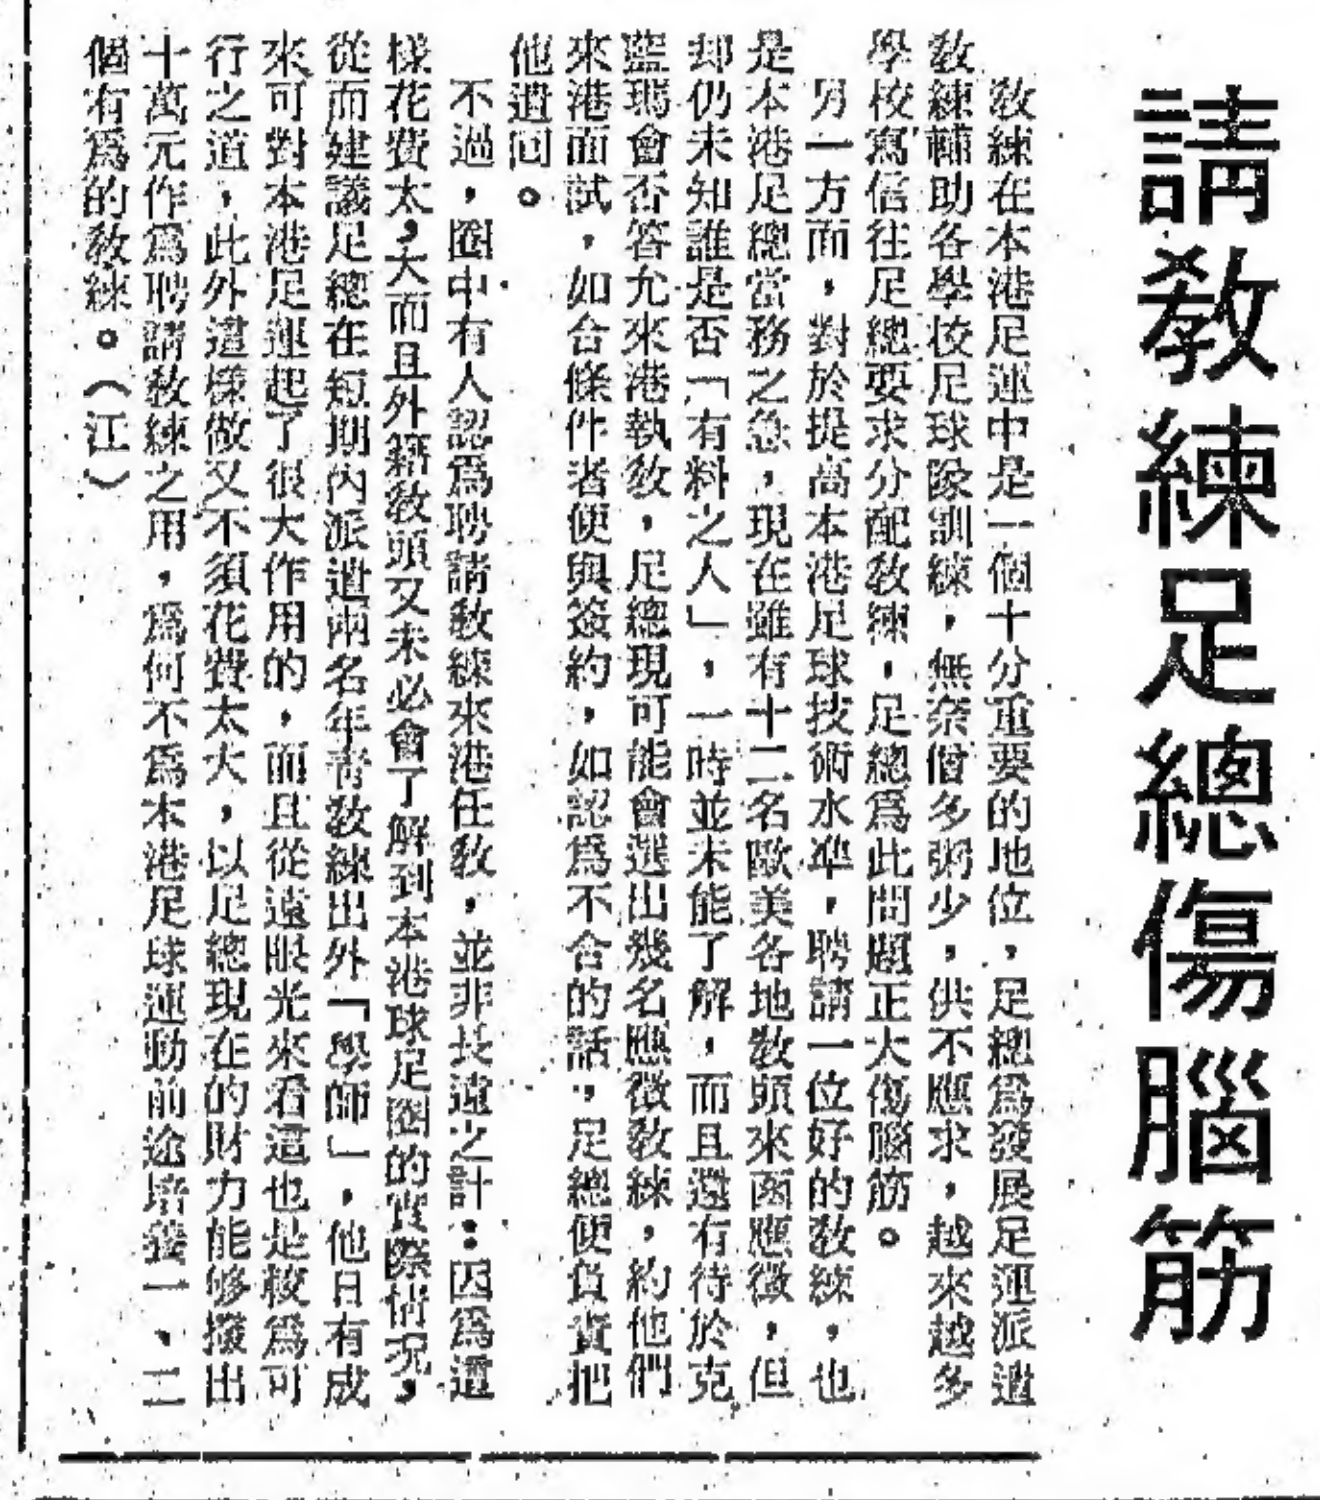 請教練足總傷腦筋
教練在本港足運中是一個十分重要的地位，足總為發展足運派遣
教練輔助各學校足球隊訓練，無奈僧多粥少，供不應求，越來越多
學校寫信往足總要求分配教練，足總為此問題正大傷腦筋。
另一方面，對於提高本港足球技術水準，聘請一位好的教練，也
是本港足總當務之急，現在雖有十二名歐美各地教頭來函應徵，但
却仍未知誰是否「有料之人」，一時並未能了解，而且還有待於克
藍瑪會否答允來港執教，足總現可能會選出幾名應徵教練，約他們
來港面試，如合條件者便與簽約，如認為不合的話，足總便負責把
他遣回。
不過，圈中有人認為聘請教練來港任教，並非長遠之計：因為這
樣花費太，大而且外籍教頭又未必會了解到本港球足圈的實際情況，
從而建議足總在短期內派遣兩名年青教練出外「學師」，他日有成
來可對本港足運起了很大作用的，而且從遠眼光來看這也是較為可
行之道，此外這樣做又不須花費太大，以足總現在的財力能够撥出
十萬元作為聘請教練之用，為何不為本港足球運動前途培養一、二
個有為的教練。（江）